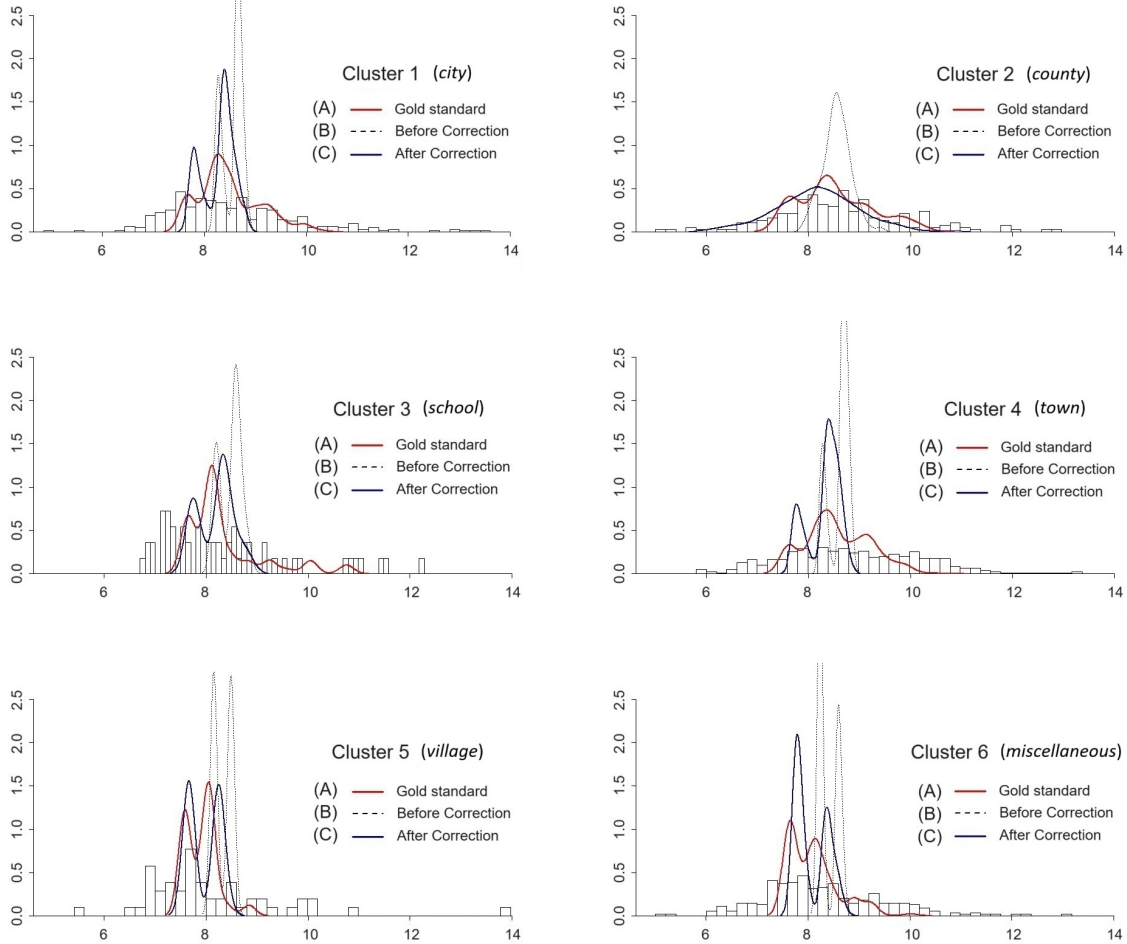 2.5
2.0
1.5
1.0
0.5
0.0
Cluster 1 (city)
(A) Gold standard
(B) Before Correction
(C) After Correction
6 8 10 12 14
2.5
2.0
1.5
1.0
0.5
0.0
Cluster 2 (county)
(A) Gold standard
(B) Before Correction
(C) After Correction
6 8 10 12 14
2.5
2.0
1.5
1.0
0.5
0.0
Cluster 3 (school)
(A) Gold standard
(B) Before Correction
(C) After Correction
6 8 10 12 14
2.5
2.0
1.5
1.0
0.5
0.0
Cluster 4 (town)
(A) Gold standard
(B) Before Correction
(C) After Correction
6 8 10 12 14
2.5
2.0
1.5
1.0
0.5
0.0
Cluster 5 (village)
(A) Gold standard
(B) Before Correction
(C) After Correction
6 8 10 12 14
2.5
2.0
1.5
1.0
0.5
0.0
Cluster 6 (miscellaneous)
(A) Gold standard
(B) Before Correction
(C) After Correction
6 8 10 12 14